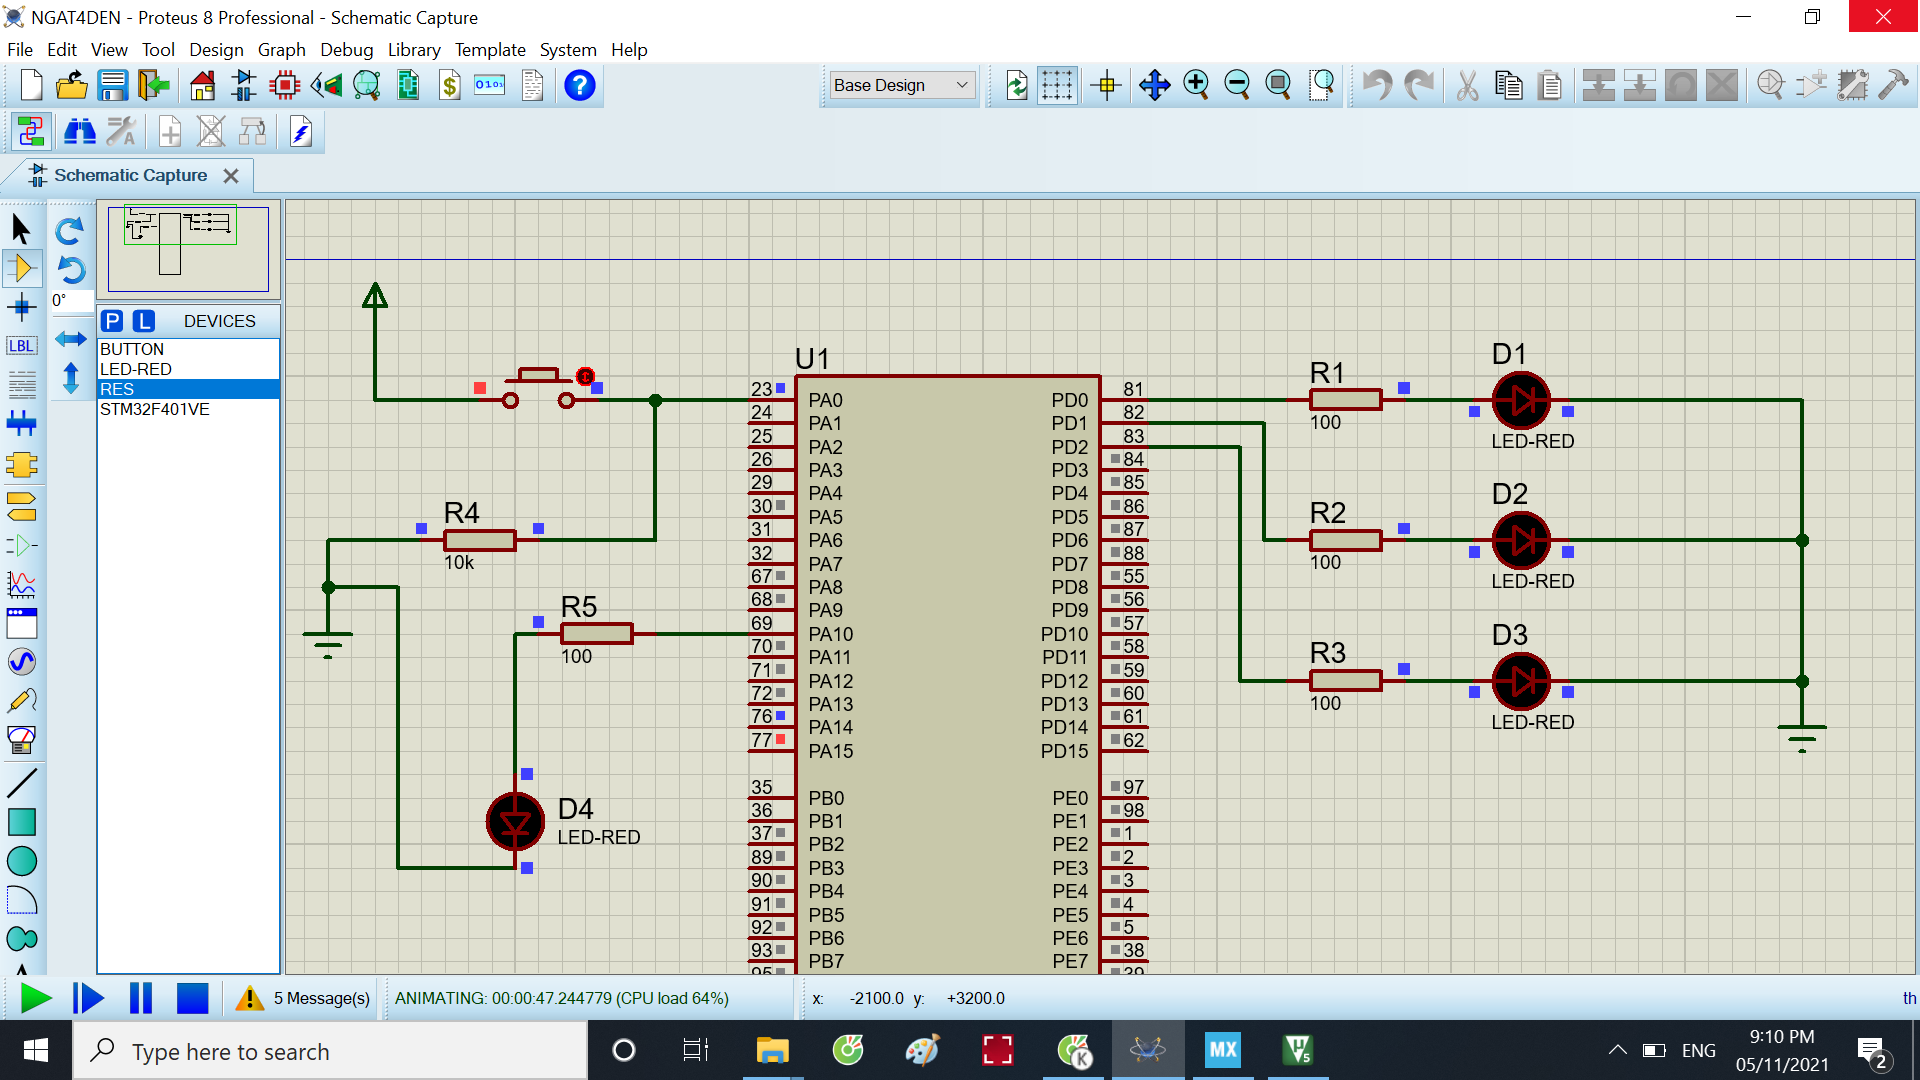 NGAT4DEN - Proteus 8 Professional - Schematic Capture
File Edit View Tool Design Graph Debug Library Template System Help
Base Design
Schematic Capture
0°
LBL
P L DEVICES
BUTTON
LED-RED
RES
STM32F401VE
U1
23 PA0
24 PA1
25 PA2
26 PA3
29 PA4
30 PA5
31 PA6
32 PA7
67 PA8
68 PA9
69 PA10
70 PA11
71 PA12
72 PA13
76 PA14
77 PA15
35 PB0
36 PB1
37 PB2
89 PB3
90 PB4
91 PB5
92 PB6
93 PB7
95
PD0 81
PD1 82
PD2 83
PD3 84
PD4 85
PD5 86
PD6 87
PD7 88
PD8 55
PD9 56
PD10 57
PD11 58
PD12 59
PD13 60
PD14 61
PD15 62
PE0 97
PE1 98
PE2 1
PE3 2
PE4 3
PE5 4
PE6 5
PE7 38
39
R4
10k
R5
100
D4
LED-RED
R1
100
D1
LED-RED
R2
100
D2
LED-RED
R3
100
D3
LED-RED
5 Message(s)
ANIMATING: 00:00:47.244779 (CPU load 64%)
x: -2100.0 y: +3200.0
th
Type here to search
K
MX
5
ENG
9:10 PM
05/11/2021
2